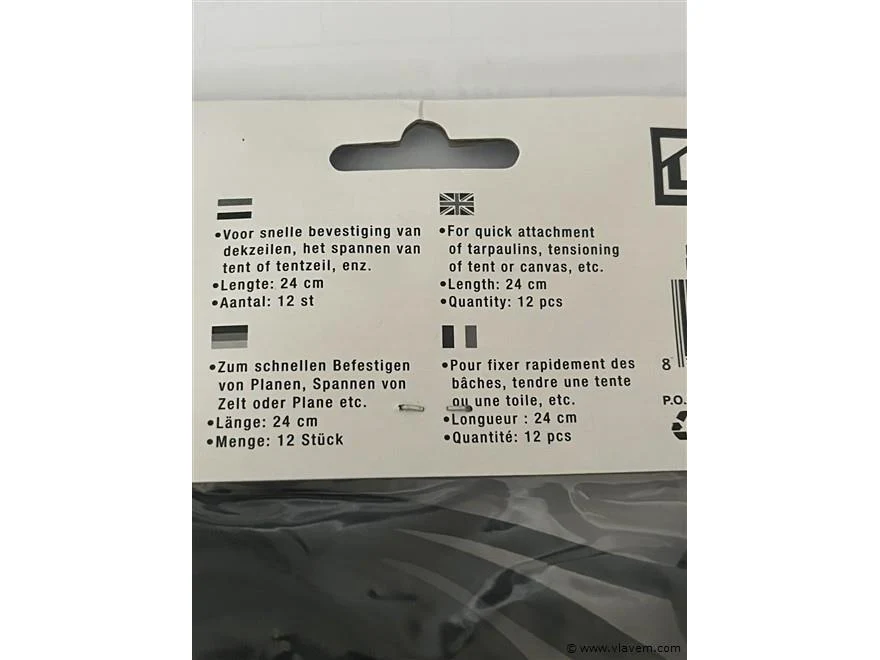 •Voor snelle bevestiging van
dekzeilen, het spannen van
tent of tentzeil, enz.
•Lengte: 24 cm
•Aantal: 12 st
•For quick attachment
of tarpaulins, tensioning
of tent or canvas, etc.
•Length: 24 cm
•Quantity: 12 pcs
•Zum schnellen Befestigen
von Planen, Spannen von
Zelt oder Plane etc.
•Länge: 24 cm
•Menge: 12 Stück
•Pour fixer rapidement des
bâches, tendre une tente
ou une toile, etc.
•Longueur : 24 cm
•Quantité: 12 pcs
8
P.O.
© www.vlavem.com